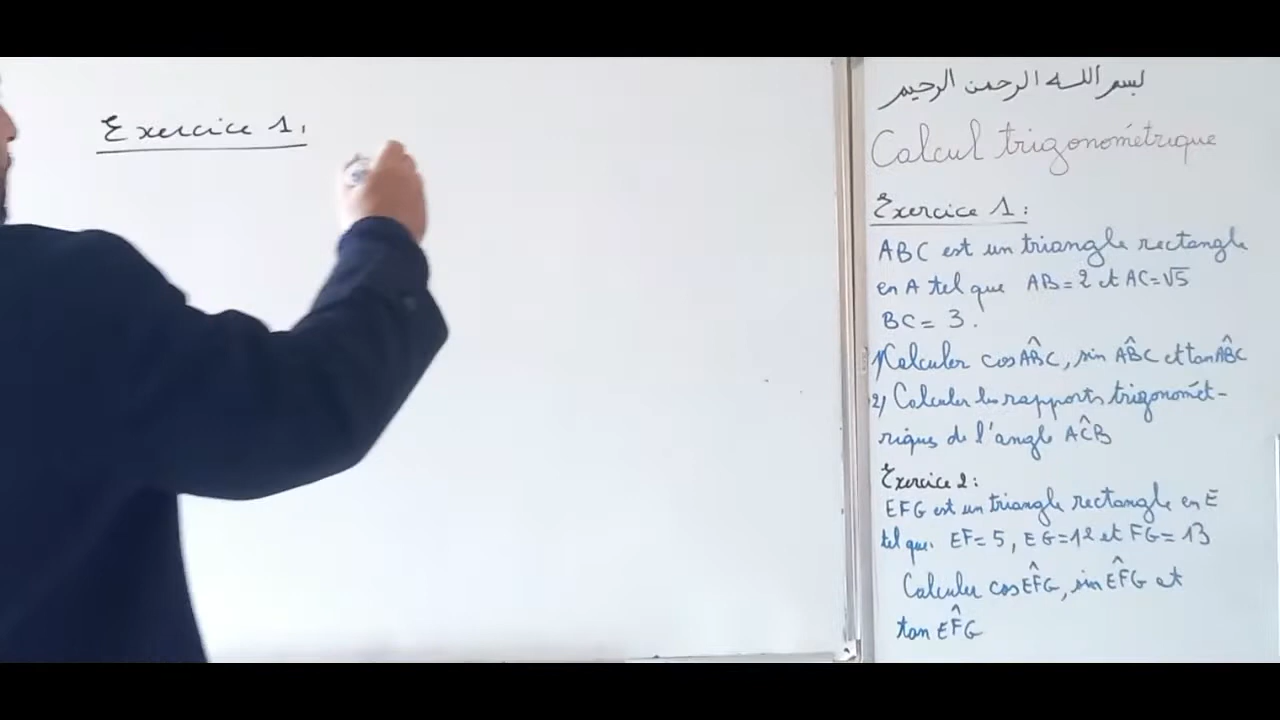 Exercice 1,
بسم الله الرحمن الرحيم
Calcul trigonométrique
Exercice 1:
ABC est un triangle rectangle
en A tel que AB=2 et AC=√5
BC= 3.
1) Calculer cos AB̂C, sin AB̂C et tan AB̂C
2) Calculer les rapports trigonomét-
riques de l'angle AĈB
Exercice 2:
EFG est un triangle rectangle en E
tel que. EF= 5, EG=12 et FG= 13
Calculer cos EF̂G, sin EF̂G et
tan EF̂G